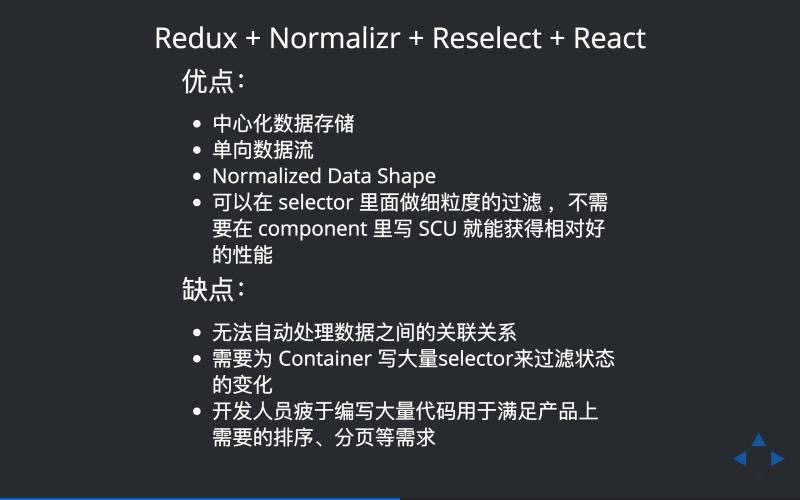 Redux + Normalizr + Reselect + React
优点：
中心化数据存储
单向数据流
Normalized Data Shape
可以在 selector 里面做细粒度的过滤 ，不需
要在 component 里写 SCU 就能获得相对好
的性能
缺点：
无法自动处理数据之间的关联关系
需要为 Container 写大量selector来过滤状态
的变化
开发人员疲于编写大量代码用于满足产品上
需要的排序、分页等需求